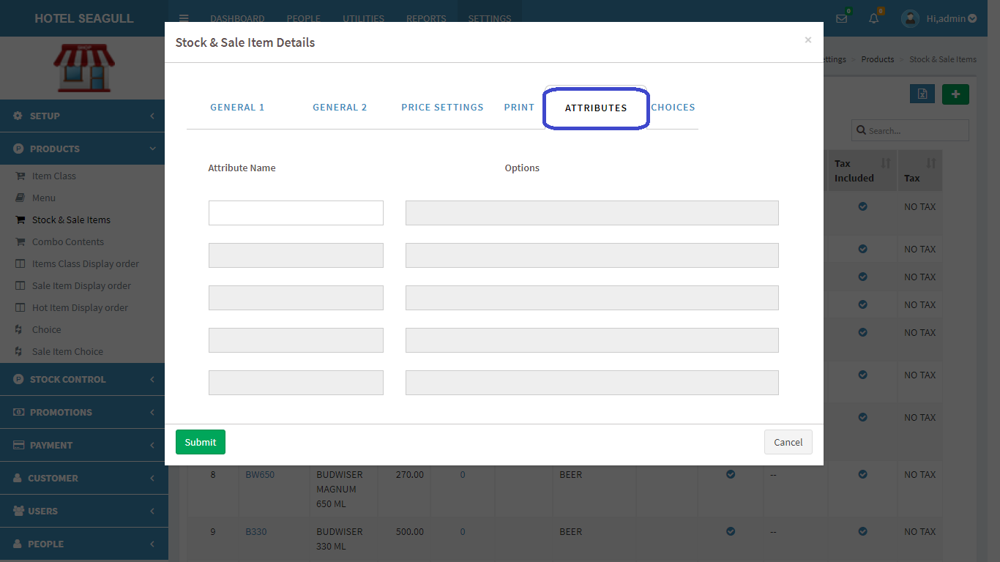 HOTEL SEAGULL
DASHBOARD PEOPLE UTILITIES REPORTS SETTINGS
0 0 Hi,admin
SHOP
Stock & Sale Item Details ×
ettings > Products > Stock & Sale Items
GENERAL 1 GENERAL 2 PRICE SETTINGS PRINT ATTRIBUTES CHOICES
SETUP
PRODUCTS
Item Class
Menu
Stock & Sale Items
Combo Contents
Items Class Display order
Sale Item Display order
Hot Item Display order
Choice
Sale Item Choice
STOCK CONTROL
PROMOTIONS
PAYMENT
CUSTOMER
USERS
PEOPLE
Search...
Attribute Name Options
Tax
Included Tax
NO TAX
NO TAX
NO TAX
NO TAX
NO TAX
NO TAX
NO TAX
Submit Cancel
8 BW650 BUDWISER 270.00 0 BEER -- NO TAX
MAGNUM
650 ML
9 B330 BUDWISER 500.00 0 BEER -- NO TAX
330 ML